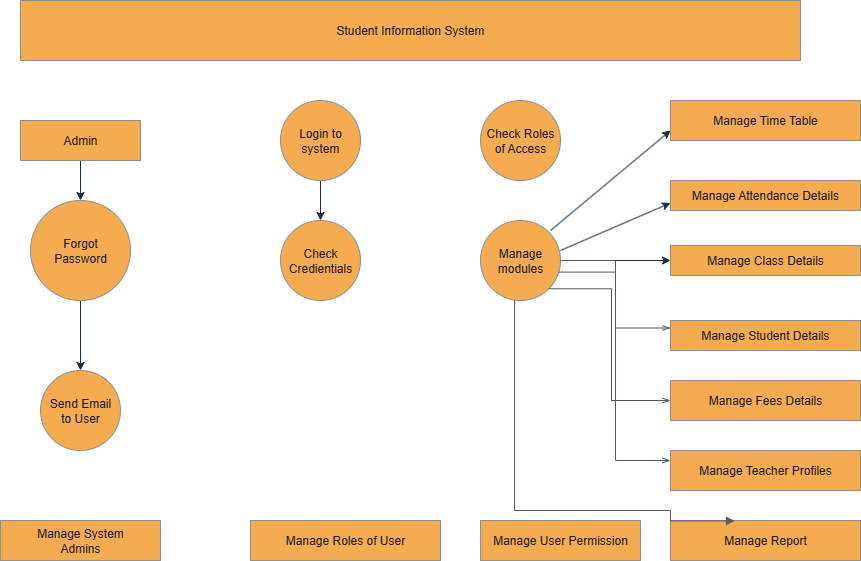 Student Information System
Admin
Forgot
Password
Send Email
to User
Login to
system
Check
Credientials
Check Roles
of Access
Manage
modules
Manage Time Table
Manage Attendance Details
Manage Class Details
Manage Student Details
Manage Fees Details
Manage Teacher Profiles
Manage System
Admins
Manage Roles of User
Manage User Permission
Manage Report